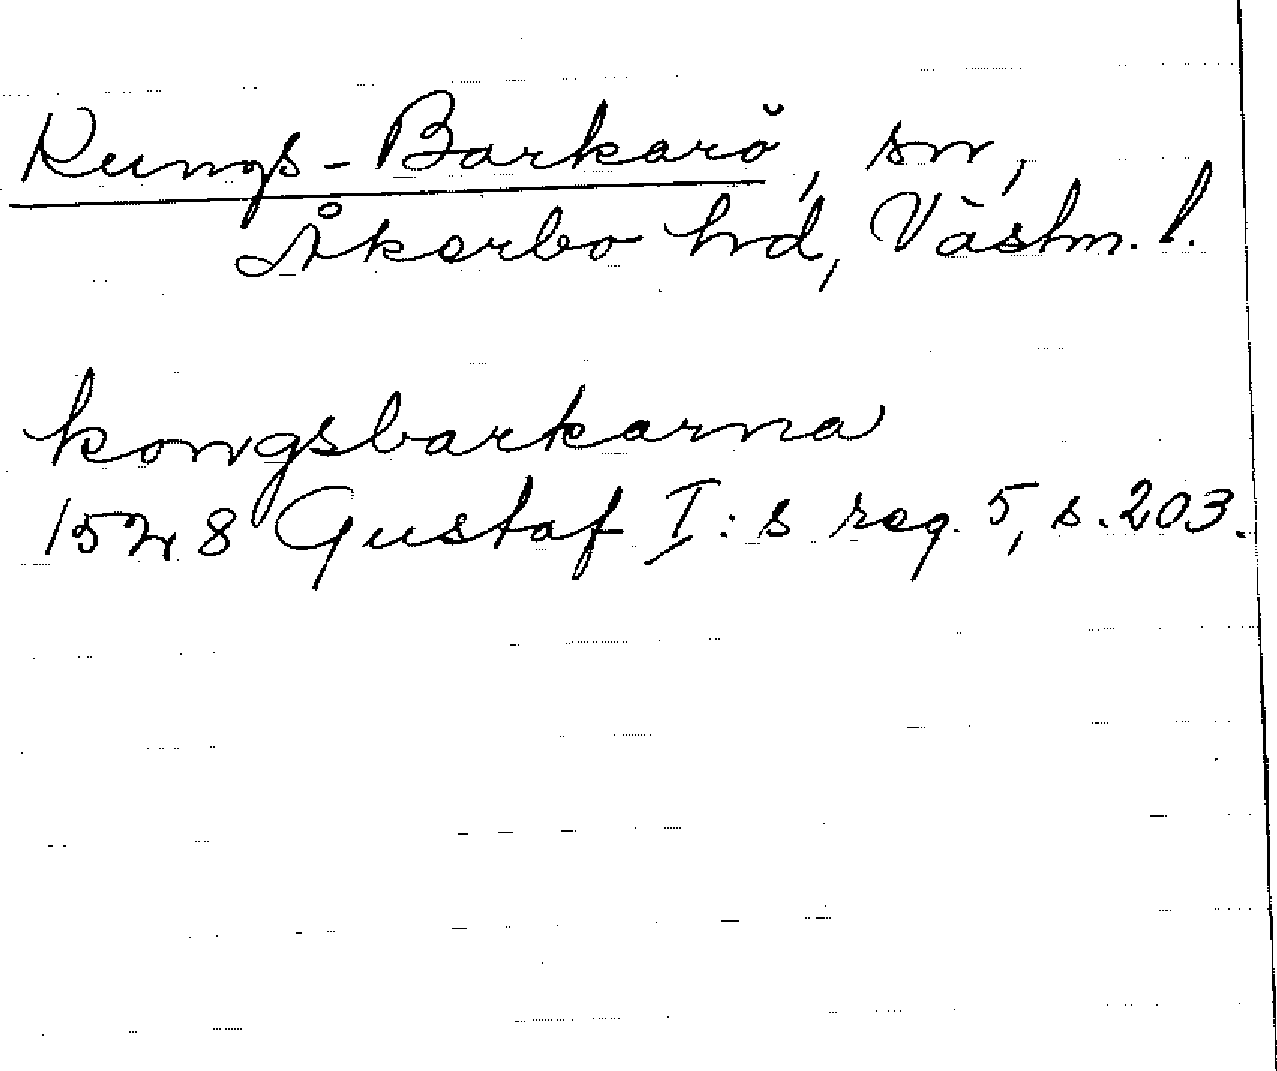 Kungs-Barkarö, sn,
Åkerbo hd, Västm. l.
kongsbarkarna
1528 Gustaf I:s reg. 5, s. 203.